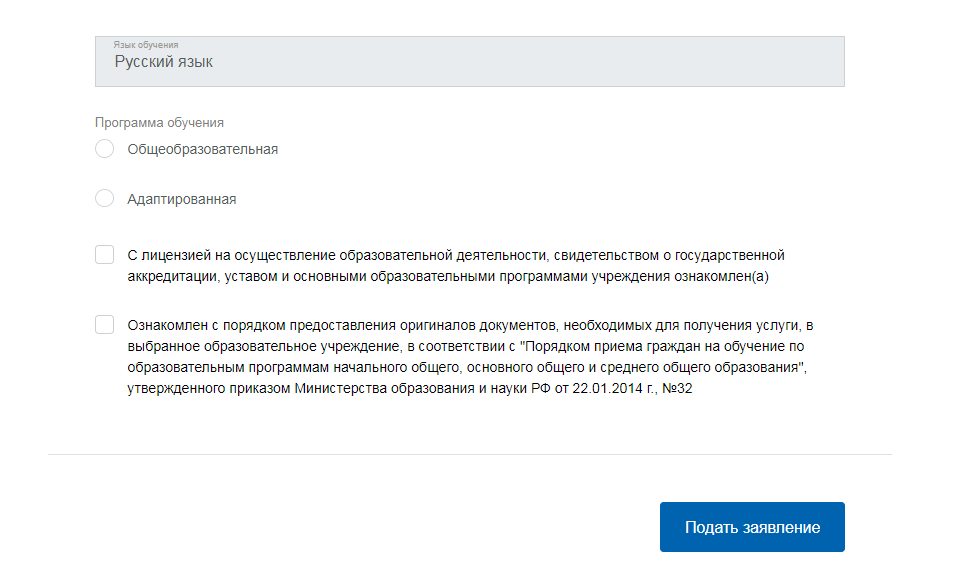 Язык обучения
Русский язык
Программа обучения
Общеобразовательная
Адаптированная
С лицензией на осуществление образовательной деятельности, свидетельством о государственной
аккредитации, уставом и основными образовательными программами учреждения ознакомлен(а)
Ознакомлен с порядком предоставления оригиналов документов, необходимых для получения услуги, в
выбранное образовательное учреждение, в соответствии с "Порядком приема граждан на обучение по
образовательным программам начального общего, основного общего и среднего общего образования",
утвержденного приказом Министерства образования и науки РФ от 22.01.2014 г., №32
Подать заявление